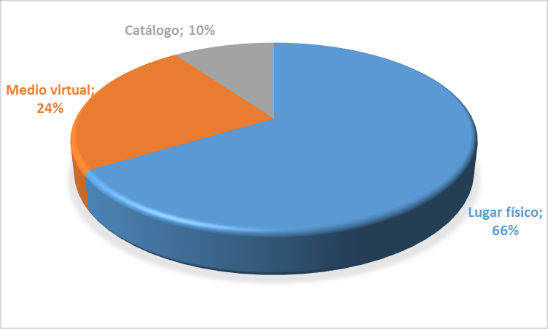 Catálogo; 10%
Medio virtual;
24%
Lugar físico;
66%